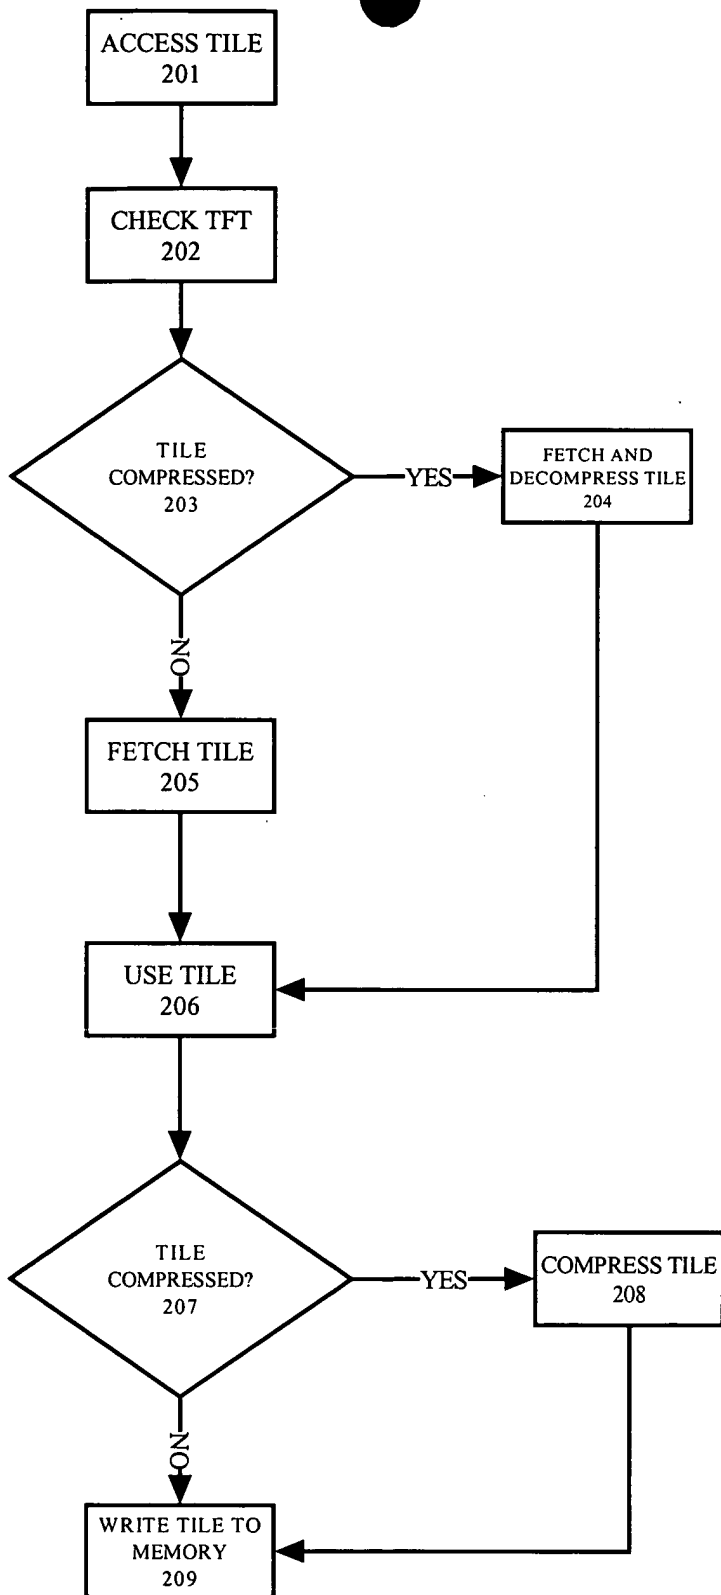 ACCESS TILE
201
CHECK TFT
202
TILE
COMPRESSED?
203
YES
FETCH AND
DECOMPRESS TILE
204
NO
FETCH TILE
205
USE TILE
206
TILE
COMPRESSED?
207
YES
COMPRESS TILE
208
NO
WRITE TILE TO
MEMORY
209